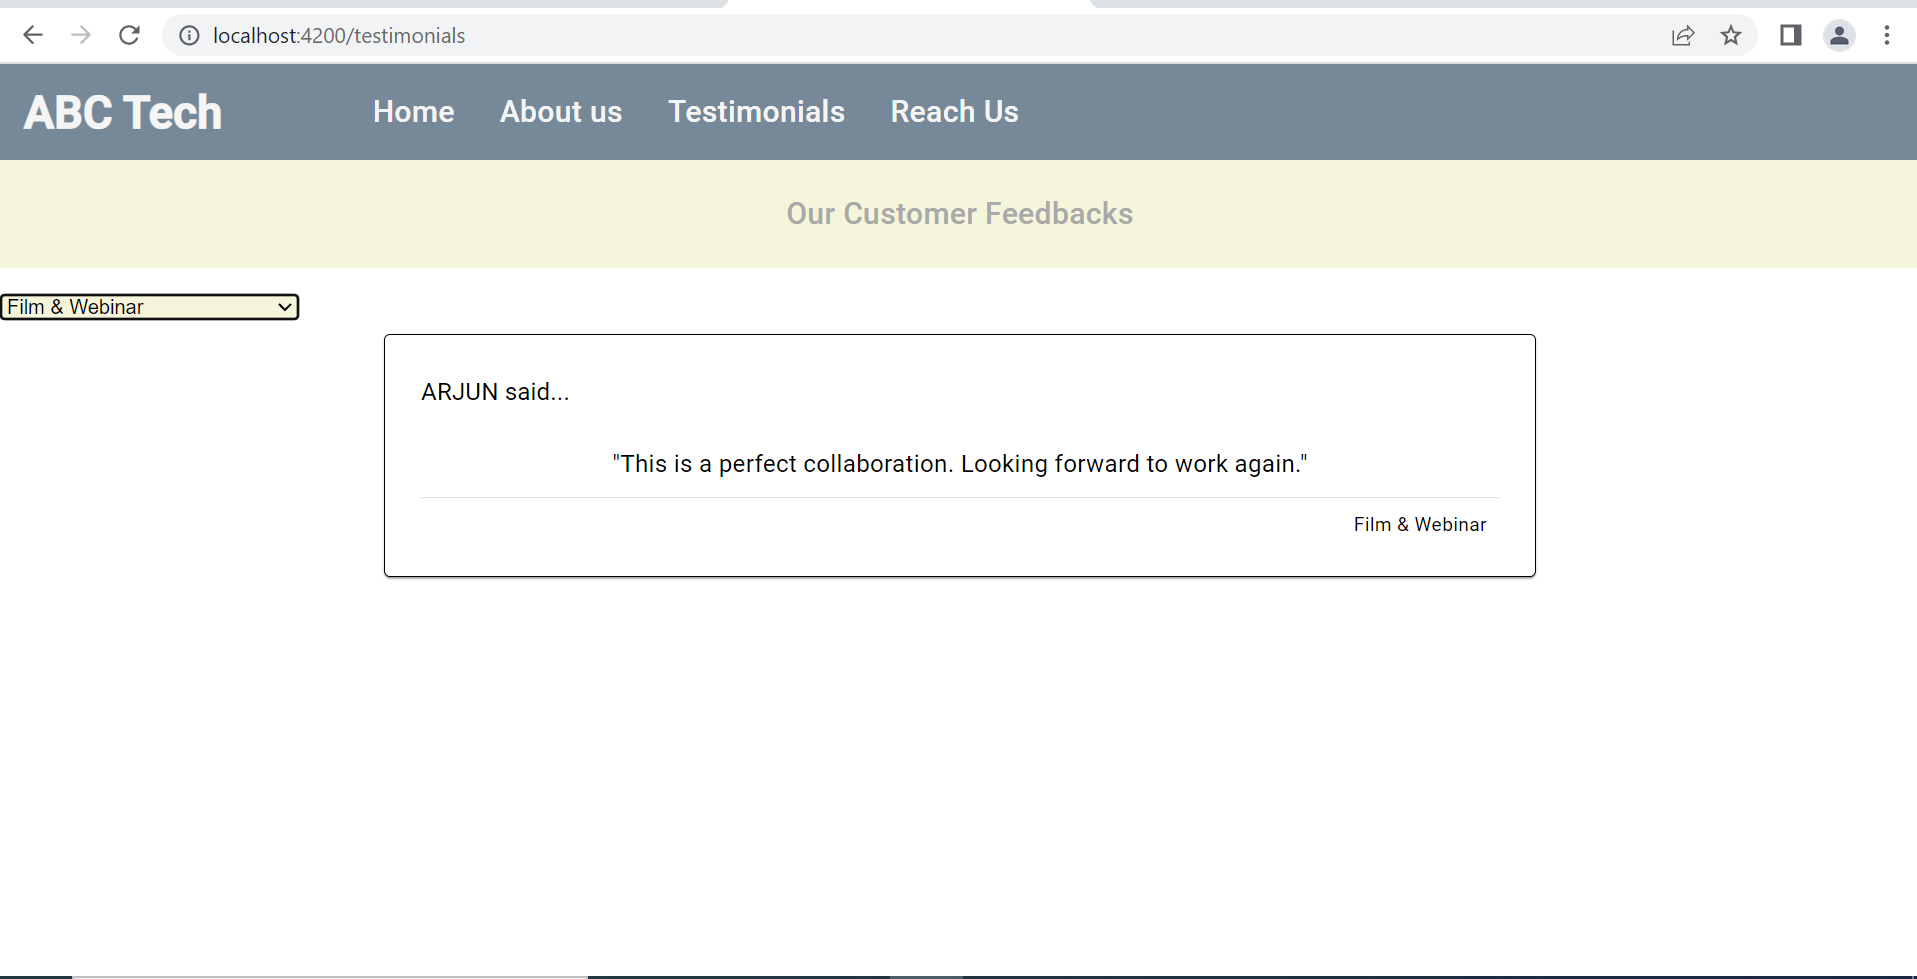 localhost:4200/testimonials
ABC Tech Home About us Testimonials Reach Us
Our Customer Feedbacks
Film & Webinar
ARJUN said...
"This is a perfect collaboration. Looking forward to work again."
Film & Webinar